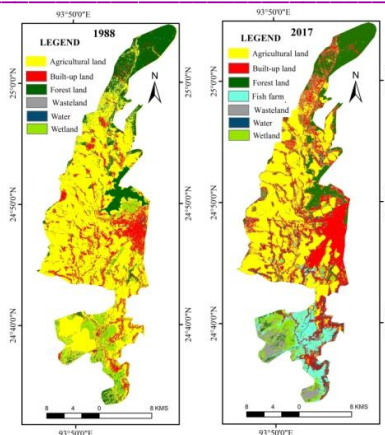 93°50'0"E
1988
LEGEND
Agricultural land
Built-up land
Forest land
Wasteland
Water
Wetland
N
25°0'0"N
24°50'0"N
24°40'0"N
8 4 0 8 KMS
93°50'0"E
93°50'0"E
2017
LEGEND
Agricultural land
Built-up land
Forest land
Fish farm
Wasteland
Water
Wetland
N
25°0'0"N
24°50'0"N
24°40'0"N
8 4 0 8 KMS
93°50'0"E